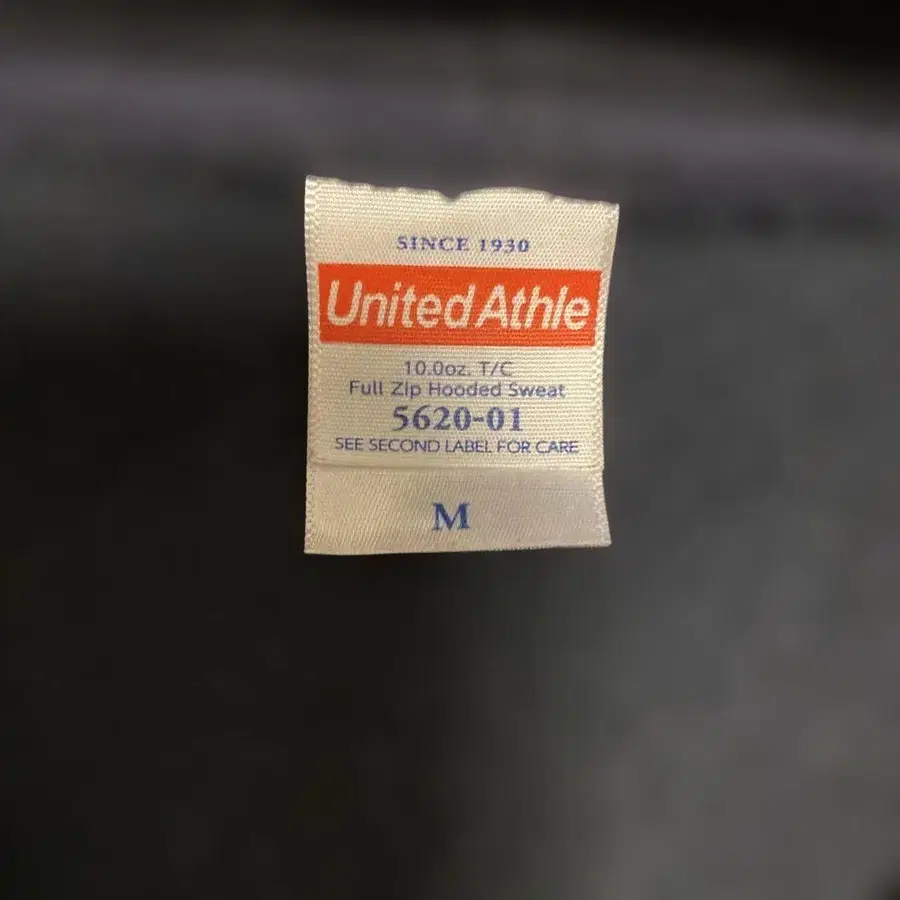 SINCE 1930
United Athle
10.0oz. T/C
Full Zip Hooded Sweat
5620-01
SEE SECOND LABEL FOR CARE
M